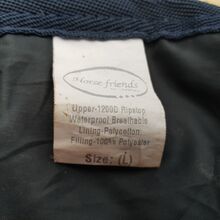 Horse friends
Upper-1200D Ripstop
Waterproof Breathable
Lining-Polycotton
Filling-100% Polyester
Size: (L)